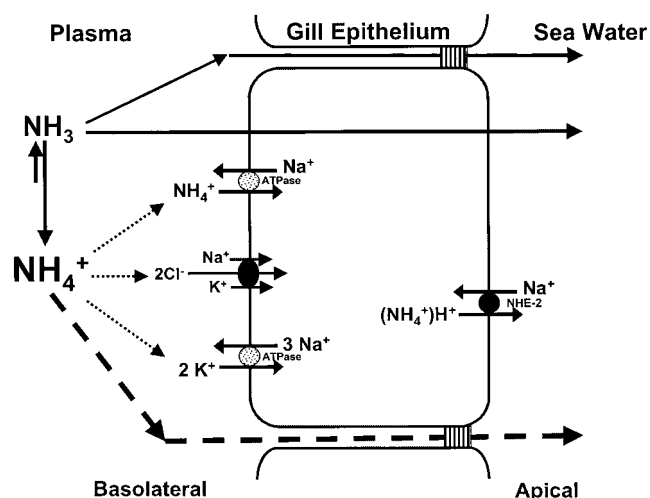 Plasma
Gill Epithelium
Sea Water
NH₃
Na⁺
ATPase
NH₄⁺
NH₄⁺
Na⁺
2Cl⁻
K⁺
Na⁺
NHE-2
(NH₄⁺)H⁺
3 Na⁺
ATPase
2 K⁺
Basolateral
Apical